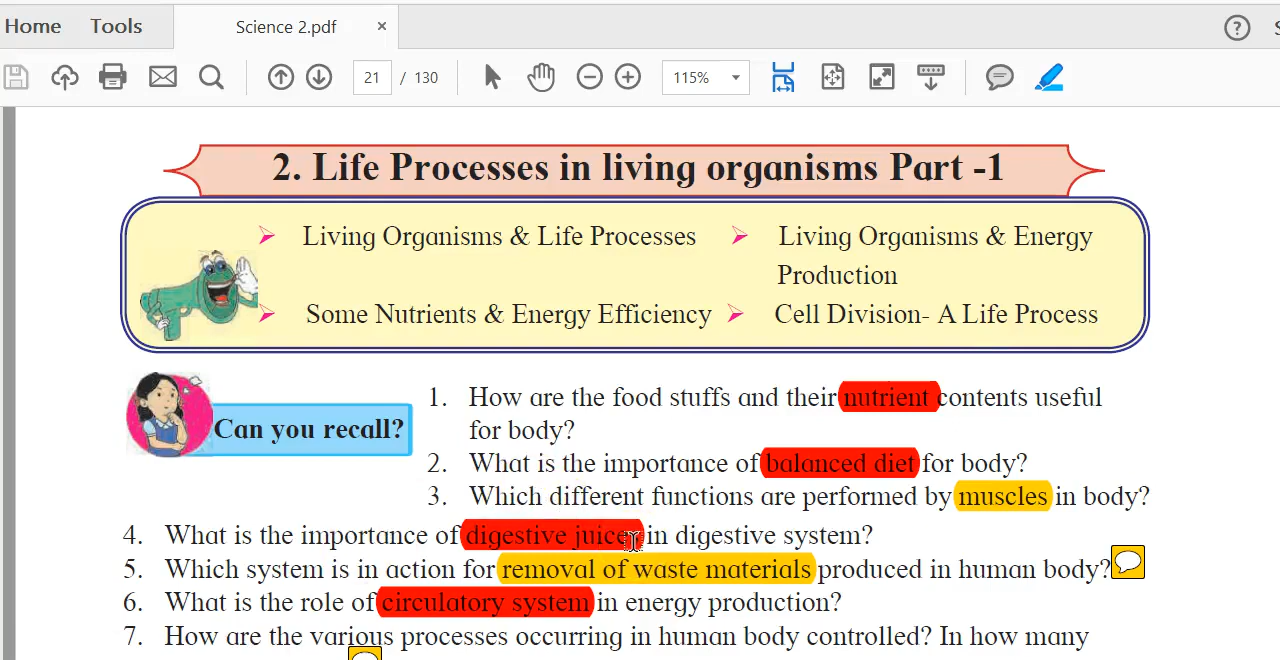 Home Tools Science 2.pdf ×
21 / 130 115%
2. Life Processes in living organisms Part -1
Living Organisms & Life Processes
Living Organisms & Energy
Production
Some Nutrients & Energy Efficiency
Cell Division- A Life Process
Can you recall?
1. How are the food stuffs and their nutrient contents useful
for body?
2. What is the importance of balanced diet for body?
3. Which different functions are performed by muscles in body?
4. What is the importance of digestive juices in digestive system?
5. Which system is in action for removal of waste materials produced in human body?
6. What is the role of circulatory system in energy production?
7. How are the various processes occurring in human body controlled? In how many